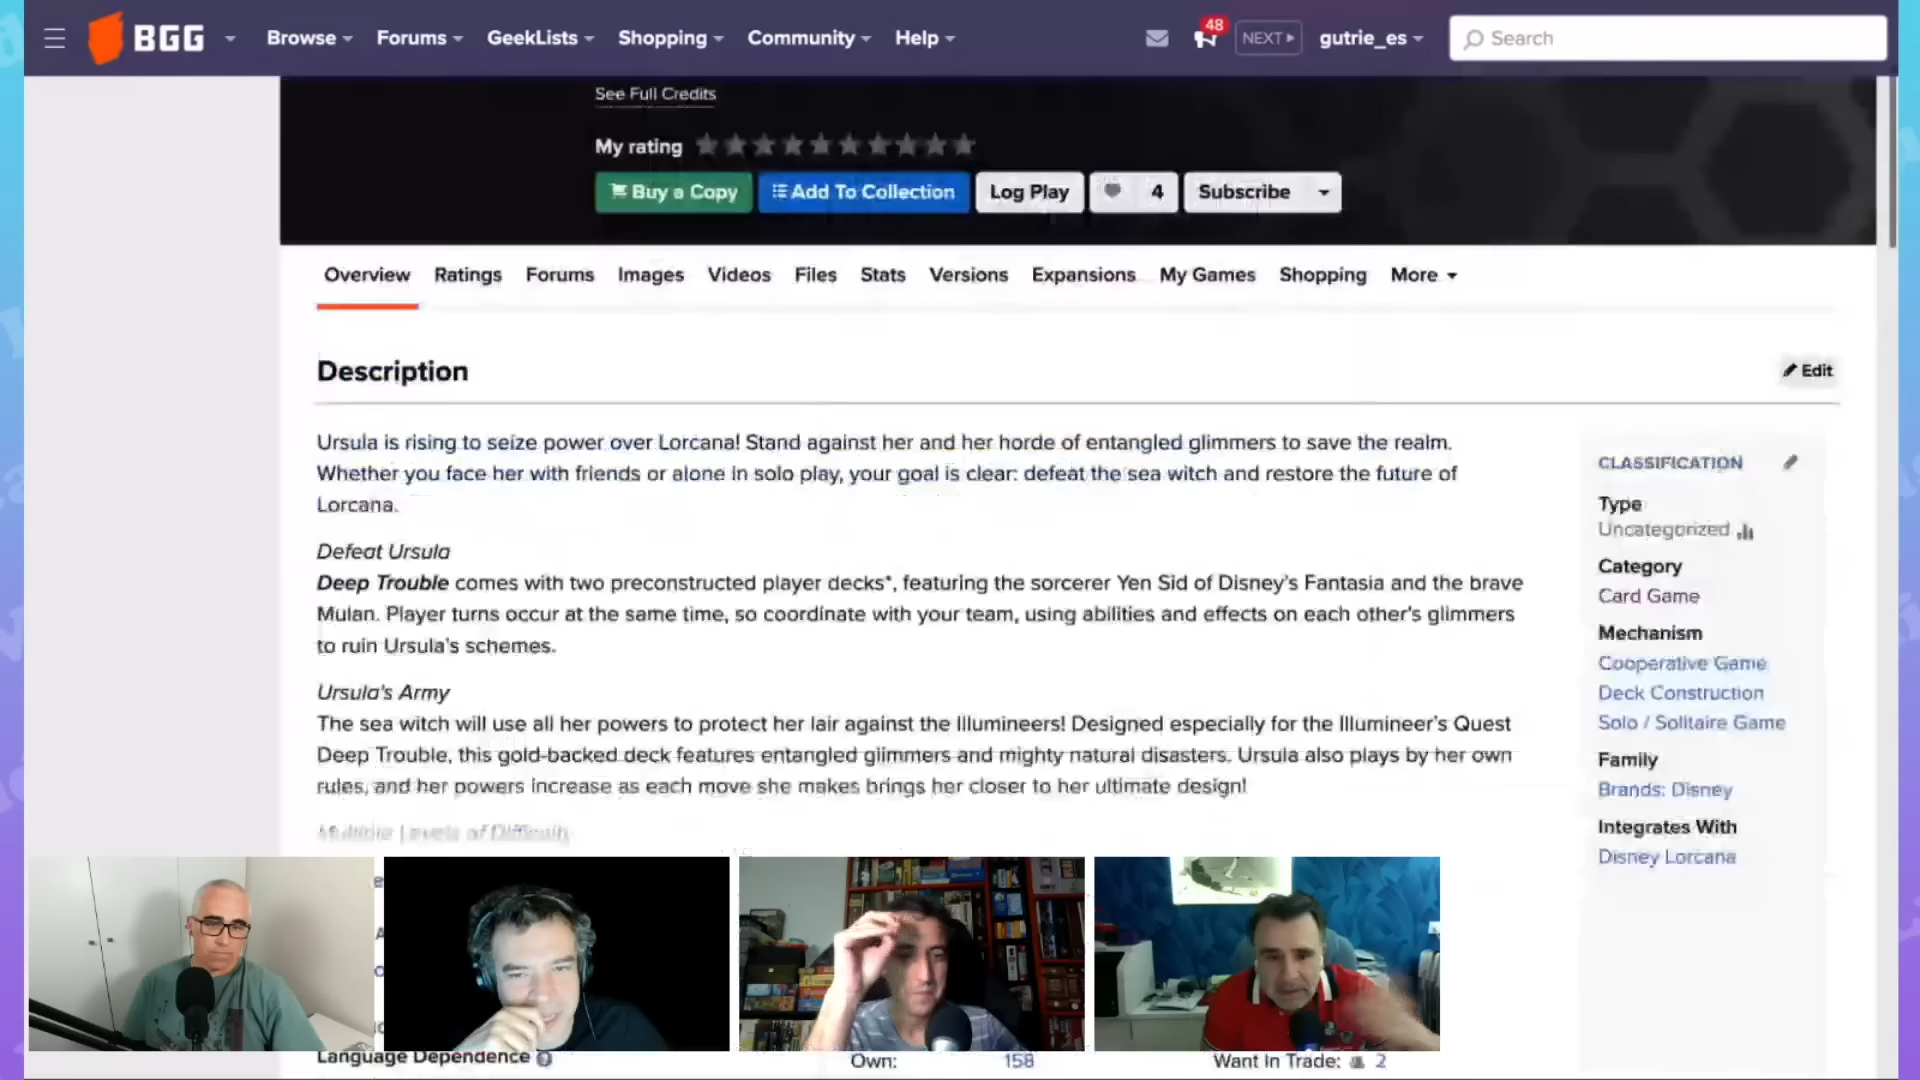 BGG
Browse
Forums
GeekLists
Shopping
Community
Help
48
NEXT
gutrie_es
Search
See Full Credits
My rating
Buy a Copy
Add To Collection
Log Play
4
Subscribe
Overview
Ratings
Forums
Images
Videos
Files
Stats
Versions
Expansions
My Games
Shopping
More
Description
Edit
Ursula is rising to seize power over Lorcana! Stand against her and her horde of entangled glimmers to save the realm.
Whether you face her with friends or alone in solo play, your goal is clear: defeat the sea witch and restore the future of
Lorcana.
Defeat Ursula
Deep Trouble comes with two preconstructed player decks*, featuring the sorcerer Yen Sid of Disney's Fantasia and the brave
Mulan. Player turns occur at the same time, so coordinate with your team, using abilities and effects on each other's glimmers
to ruin Ursula's schemes.
Ursula's Army
The sea witch will use all her powers to protect her lair against the Illumineers! Designed especially for the Illumineer's Quest
Deep Trouble, this gold-backed deck features entangled glimmers and mighty natural disasters. Ursula also plays by her own
rules, and her powers increase as each move she makes brings her closer to her ultimate design!
Multiple Levels of Difficulty
CLASSIFICATION
Type
Uncategorized
Category
Card Game
Mechanism
Cooperative Game
Deck Construction
Solo / Solitaire Game
Family
Brands: Disney
Integrates With
Disney Lorcana
Language Dependence
Own:
158
Want In Trade:
2